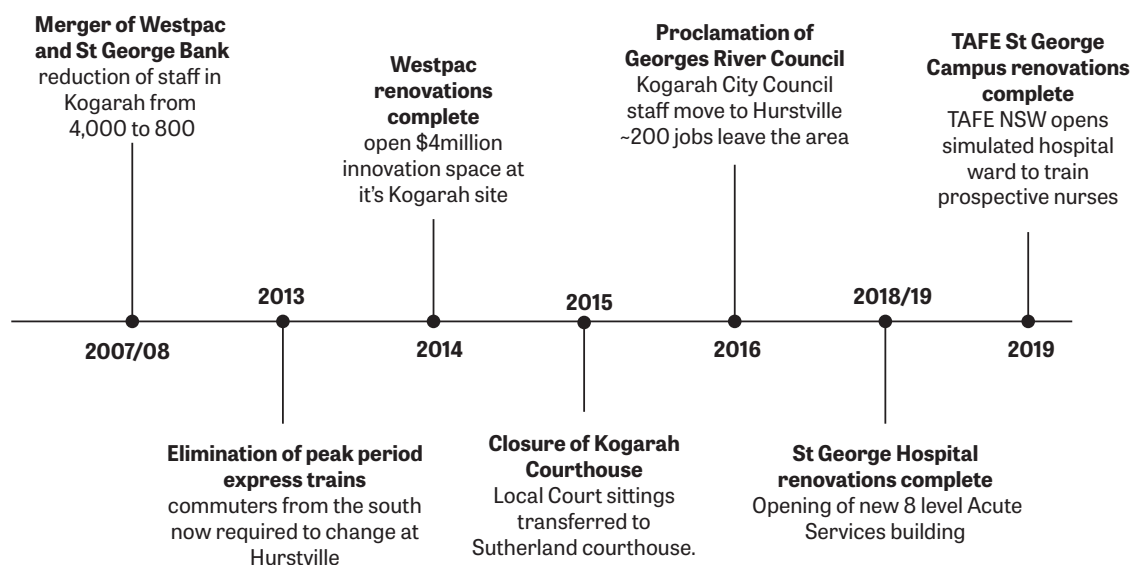 Merger of Westpac
and St George Bank
reduction of staff in
Kogarah from
4,000 to 800
2007/08
2013
Elimination of peak period
express trains
commuters from the south
now required to change at
Hurstville
Westpac
renovations
complete
open $4million
innovation space at
it's Kogarah site
2014
2015
Closure of Kogarah
Courthouse
Local Court sittings
transferred to
Sutherland courthouse.
Proclamation of
Georges River Council
Kogarah City Council
staff move to Hurstville
~200 jobs leave the area
2016
2018/19
St George Hospital
renovations complete
Opening of new 8 level Acute
Services building
TAFE St George
Campus renovations
complete
TAFE NSW opens
simulated hospital
ward to train
prospective nurses
2019